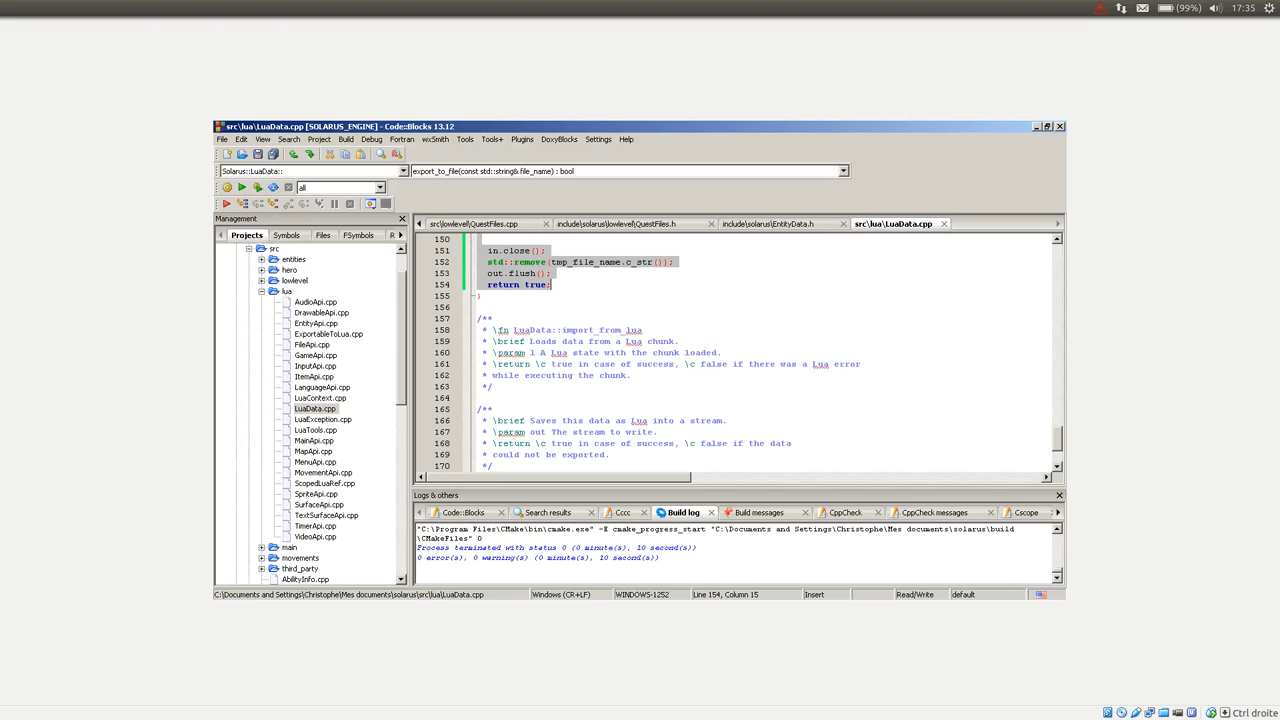 (99%) 17:35
src\lua\LuaData.cpp [SOLARUS_ENGINE] - Code::Blocks 13.12
File Edit View Search Project Build Debug Fortran wxSmith Tools Tools+ Plugins DoxyBlocks Settings Help
Solarus::LuaData:: export_to_file(const std::string& file_name) : bool
all
Management
Projects Symbols Files FSymbols R
src
entities
hero
lowlevel
lua
AudioApi.cpp
DrawableApi.cpp
EntityApi.cpp
ExportableToLua.cpp
FileApi.cpp
GameApi.cpp
InputApi.cpp
ItemApi.cpp
LanguageApi.cpp
LuaContext.cpp
LuaData.cpp
LuaException.cpp
LuaTools.cpp
MainApi.cpp
MapApi.cpp
MenuApi.cpp
MovementApi.cpp
ScopedLuaRef.cpp
SpriteApi.cpp
SurfaceApi.cpp
TextSurfaceApi.cpp
TimerApi.cpp
VideoApi.cpp
main
movements
third_party
AbilityInfo.cpp
src\lowlevel\QuestFiles.cpp include\solarus\lowlevel\QuestFiles.h include\solarus\EntityData.h src\lua\LuaData.cpp
150
151 in.close();
152 std::remove(tmp_file_name.c_str());
153 out.flush();
154 return true;
155 }
156
157 /**
158 * \fn LuaData::import_from_lua
159 * \brief Loads data from a Lua chunk.
160 * \param l A Lua state with the chunk loaded.
161 * \return \c true in case of success, \c false if there was a Lua error
162 * while executing the chunk.
163 */
164
165 /**
166 * \brief Saves this data as Lua into a stream.
167 * \param out The stream to write.
168 * \return \c true in case of success, \c false if the data
169 * could not be exported.
170 */
Logs & others
Code::Blocks Search results Cccc Build log Build messages CppCheck CppCheck messages Cscope
"C:\Program Files\CMake\bin\cmake.exe" -E cmake_progress_start "C:\Documents and Settings\Christophe\Mes documents\solarus\build
\CMakeFiles" 0
Process terminated with status 0 (0 minute(s), 10 second(s))
0 error(s), 0 warning(s) (0 minute(s), 10 second(s))
C:\Documents and Settings\Christophe\Mes documents\solarus\src\lua\LuaData.cpp Windows (CR+LF) WINDOWS-1252 Line 154, Column 15 Insert Read/Write default
Ctrl droite